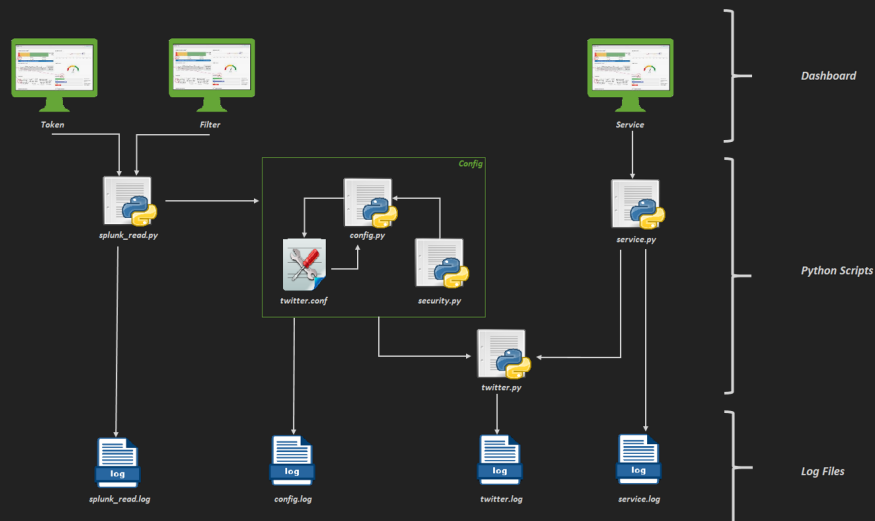 Dashboard
Token
Filter
Service
Config
splunk_read.py
config.py
service.py
Python Scripts
twitter.conf
security.py
twitter.py
log
log
log
log
Log Files
splunk_read.log
config.log
twitter.log
service.log